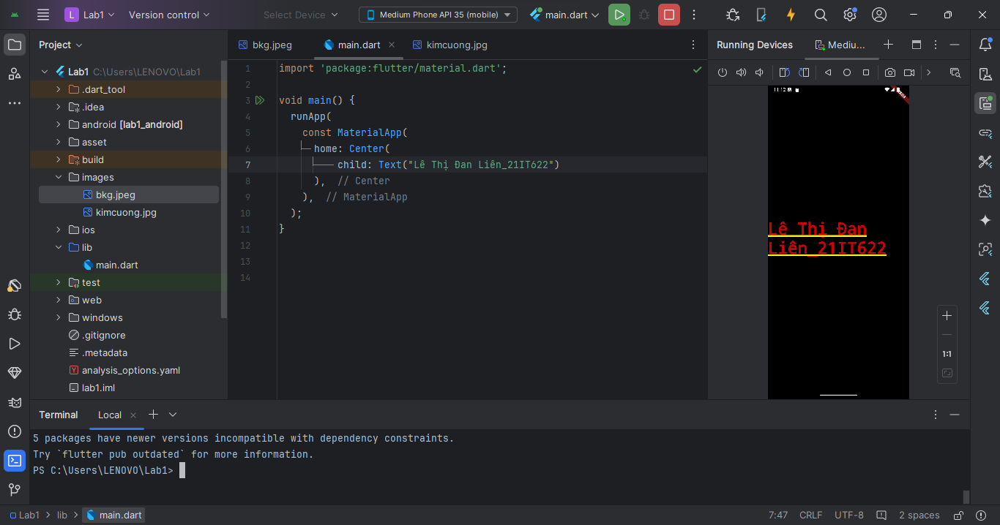 L Lab1 Version control Select Device Medium Phone API 35 (mobile) main.dart
Project
Lab1 C:\Users\LENOVO\Lab1
.dart_tool
.idea
android [lab1_android]
asset
build
images
bkg.jpeg
kimcuong.jpg
ios
lib
main.dart
test
web
windows
.gitignore
.metadata
analysis_options.yaml
lab1.iml
bkg.jpeg main.dart kimcuong.jpg
1 import 'package:flutter/material.dart';
2
3 void main() {
4 runApp(
5 const MaterialApp(
6 home: Center(
7 child: Text("Lê Thị Đan Liên_21IT622")
8 ), // Center
9 ), // MaterialApp
10 );
11 }
12
13
14
Running Devices Mediu...
11:12
Lê Thị Đan
Liên_21IT622
1:1
Terminal Local
5 packages have newer versions incompatible with dependency constraints.
Try `flutter pub outdated` for more information.
PS C:\Users\LENOVO\Lab1>
Lab1 lib main.dart 7:47 CRLF UTF-8 2 spaces